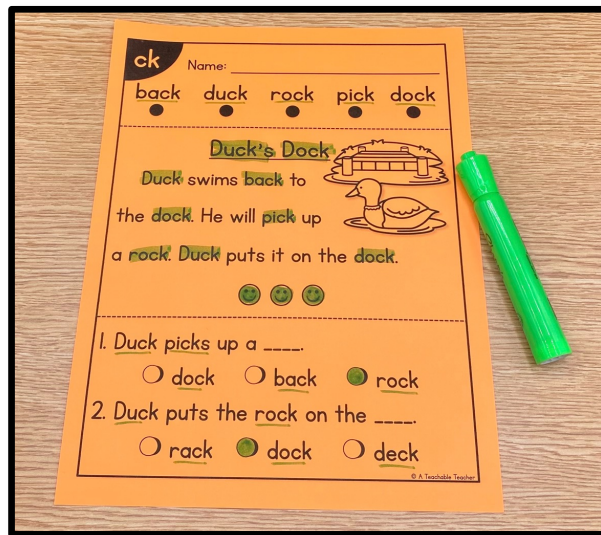 ck
Name:
back duck rock pick dock
Duck's Dock
Duck swims back to
the dock. He will pick up
a rock. Duck puts it on the dock.
1. Duck picks up a ____.
dock back rock
2. Duck puts the rock on the ____.
rack dock deck
© A Teachable Teacher